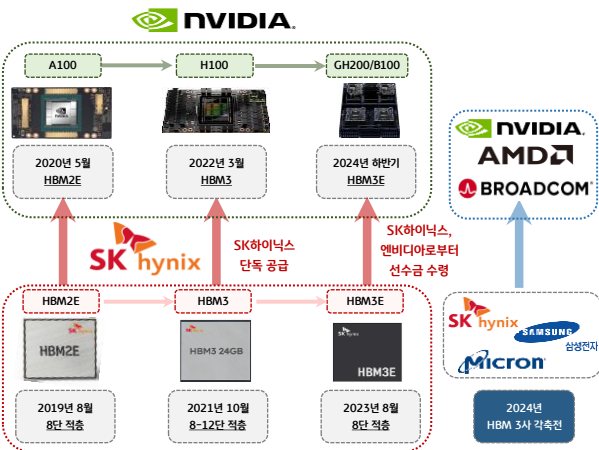 NVIDIA.
A100
H100
GH200/B100
NVIDIA
2020년 5월
HBM2E
2022년 3월
HBM3
2024년 하반기
HBM3E
NVIDIA.
AMD
BROADCOM
SK hynix
SK하이닉스
단독 공급
SK하이닉스,
엔비디아로부터
선수금 수령
HBM2E
HBM3
HBM3E
SK hynix
HBM2E
HBM3 24GB
SK hynix
HBM3E
SK hynix
SAMSUNG
삼성전자
Micron
2019년 8월
8단 적층
2021년 10월
8-12단 적층
2023년 8월
8단 적층
2024년
HBM 3사 각축전